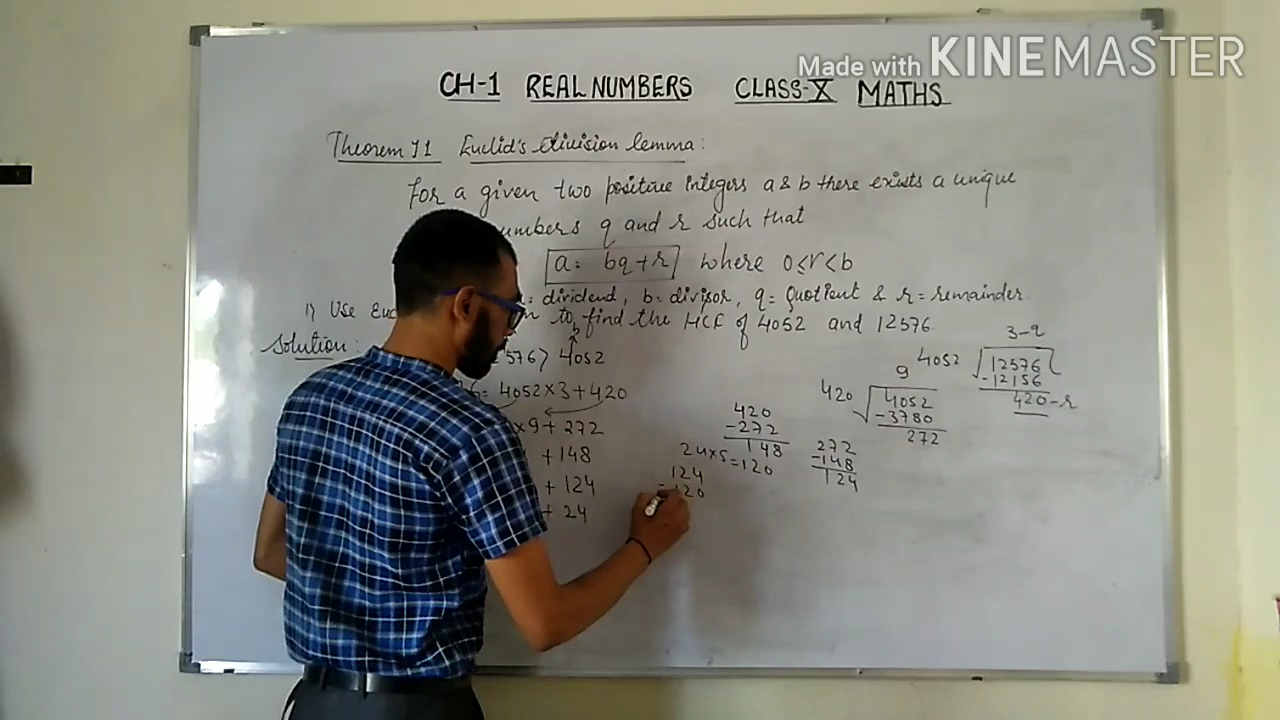 Made with KINEMASTER
CH-1 REAL NUMBERS CLASS-X MATHS
Theorem 1.1 Euclid's division lemma:
For a given two positive integers a & b there exists a unique
numbers q and r such that
a = bq + r where 0 ≤ r < b
= dividend, b = divisor, q = Quotient & r = remainder
1) Use to find the HCF of 4052 and 12576.
Solution:
b
576 > 4052
6 = 4052 × 3 + 420
× 9 + 272
+ 148
+ 124
+ 24
420
-272
148
24 × 5 = 120
124
120
272
-148
124
9
420 4052
-3780
272
3-q
4052 12576
-12156
420-r